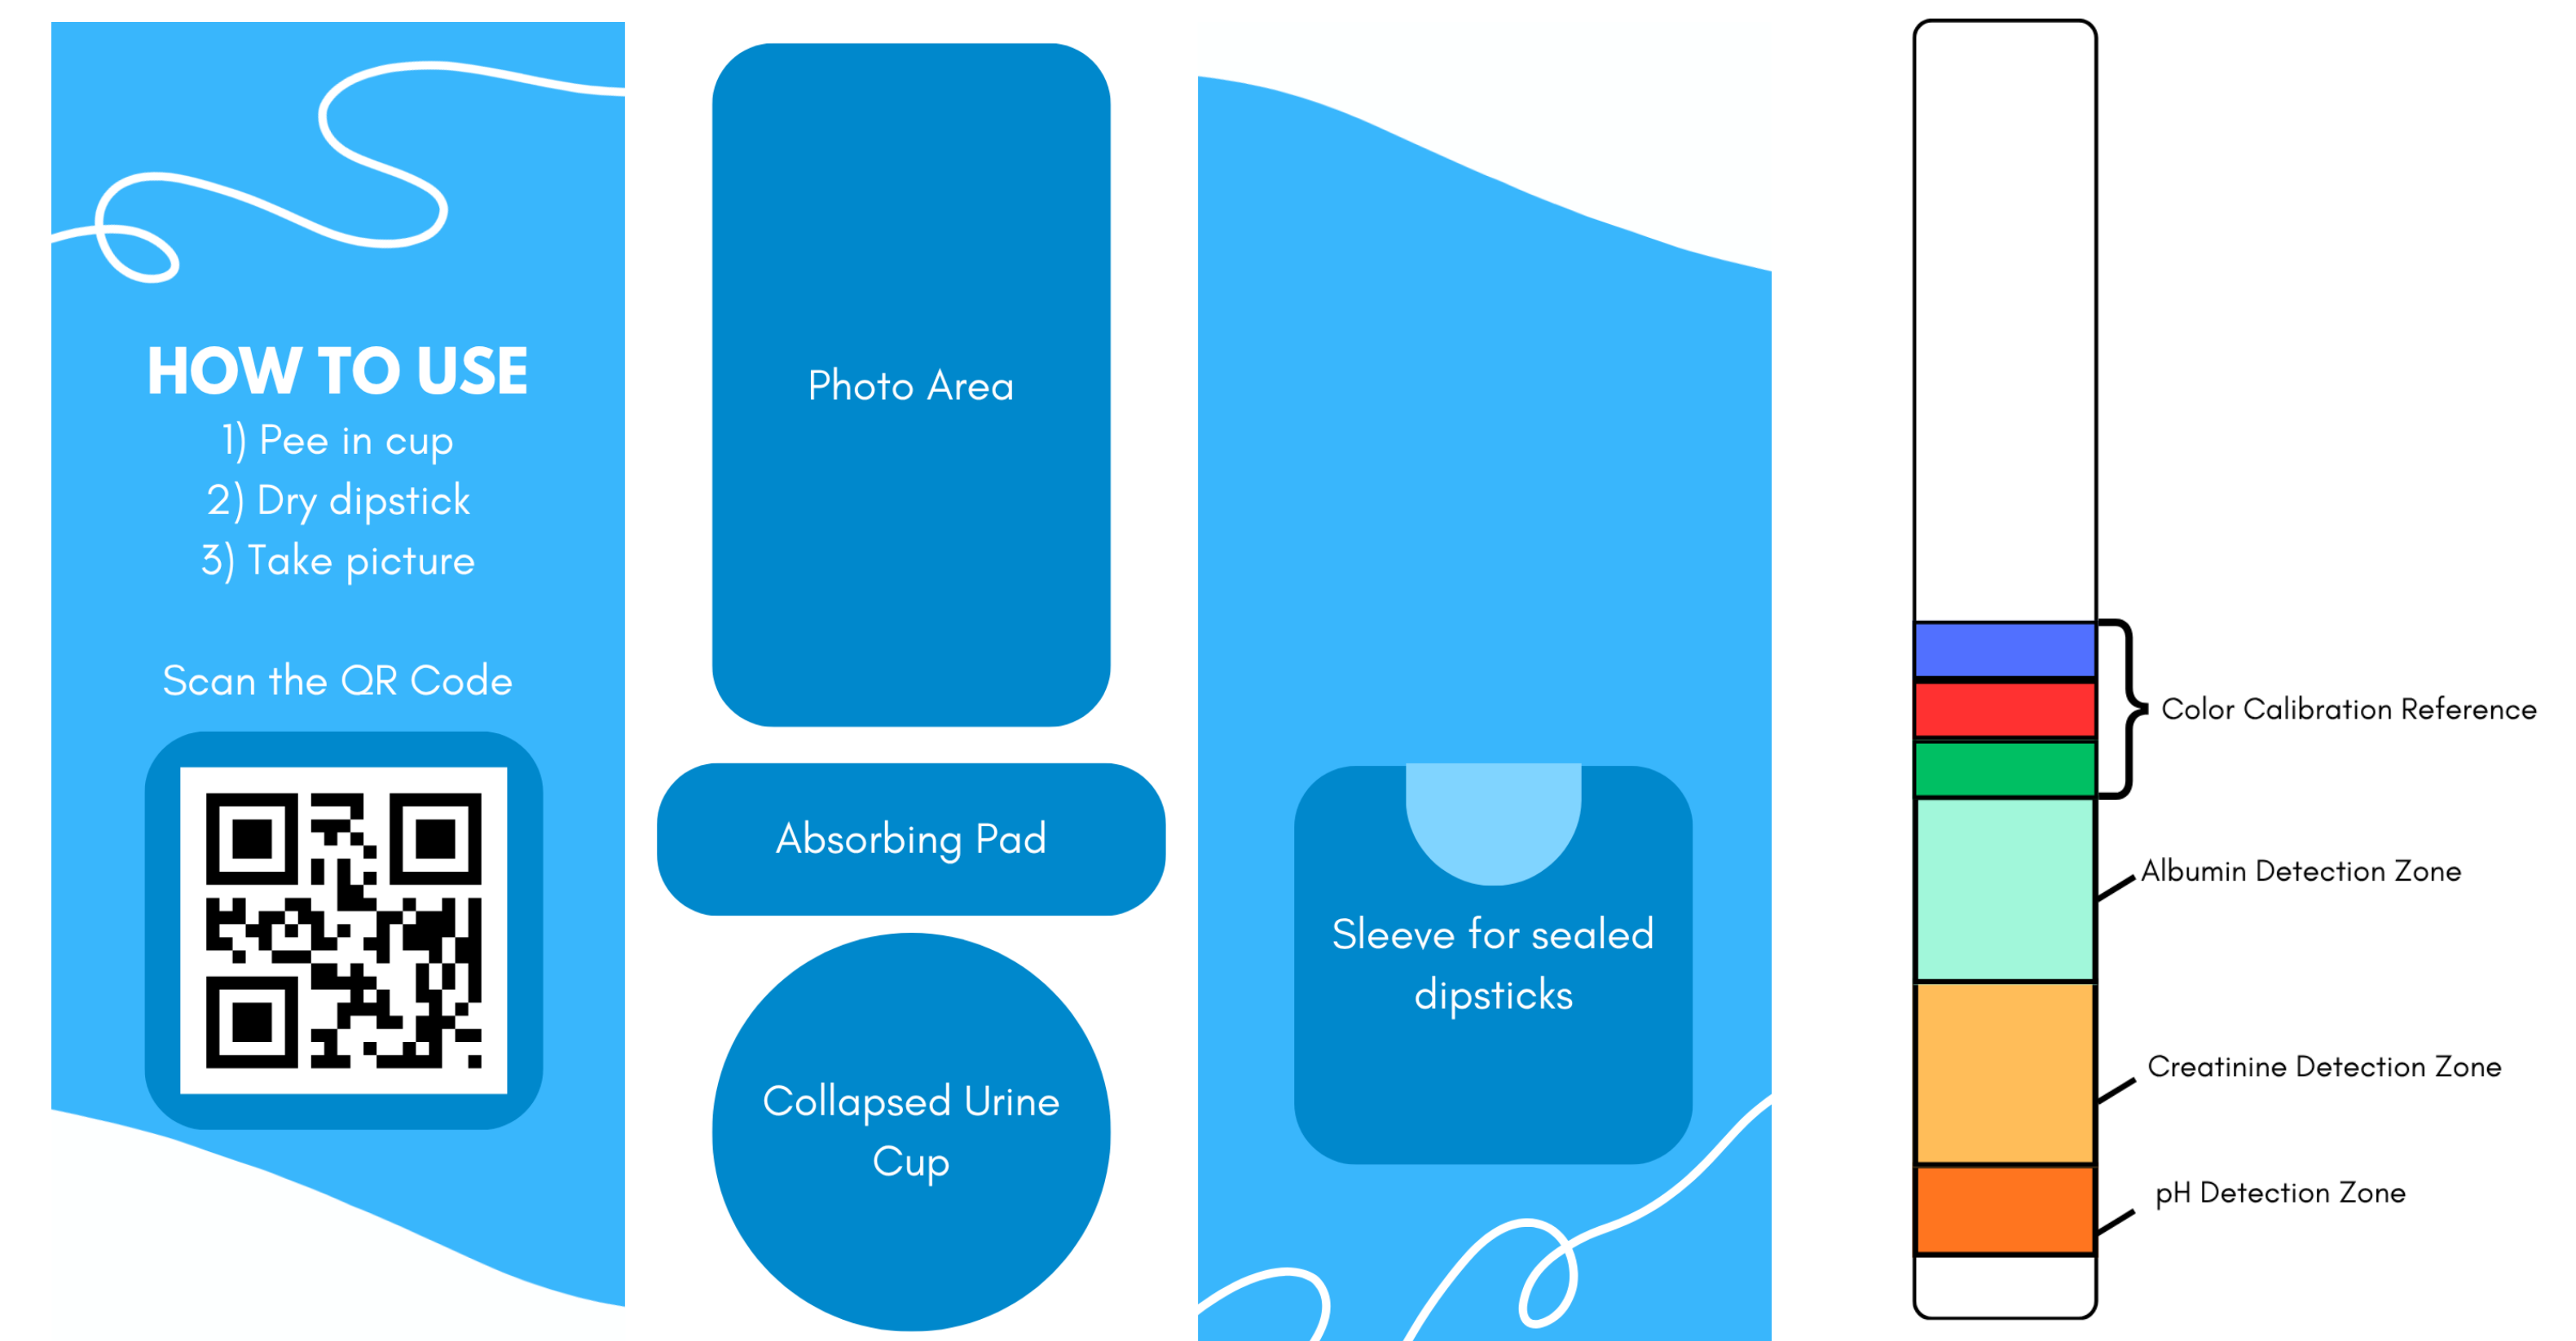 HOW TO USE
1) Pee in cup
2) Dry dipstick
3) Take picture
Scan the QR Code
Photo Area
Absorbing Pad
Collapsed Urine
Cup
Sleeve for sealed
dipsticks
Color Calibration Reference
Albumin Detection Zone
Creatinine Detection Zone
pH Detection Zone